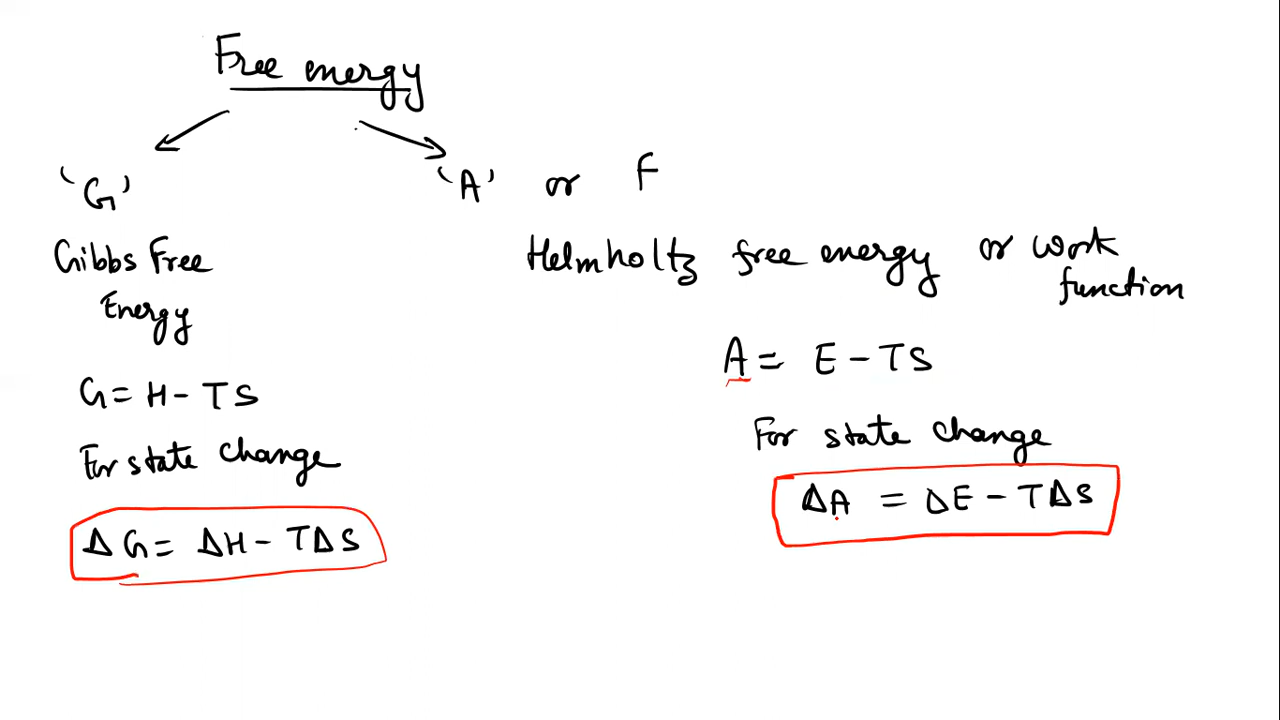 Free energy
'G'
'A' or F
Gibbs Free
Energy
Helmholtz free energy or work
function
G = H - TS
For state change
ΔG = ΔH - TΔS
A = E - TS
For state change
ΔA = ΔE - TΔS